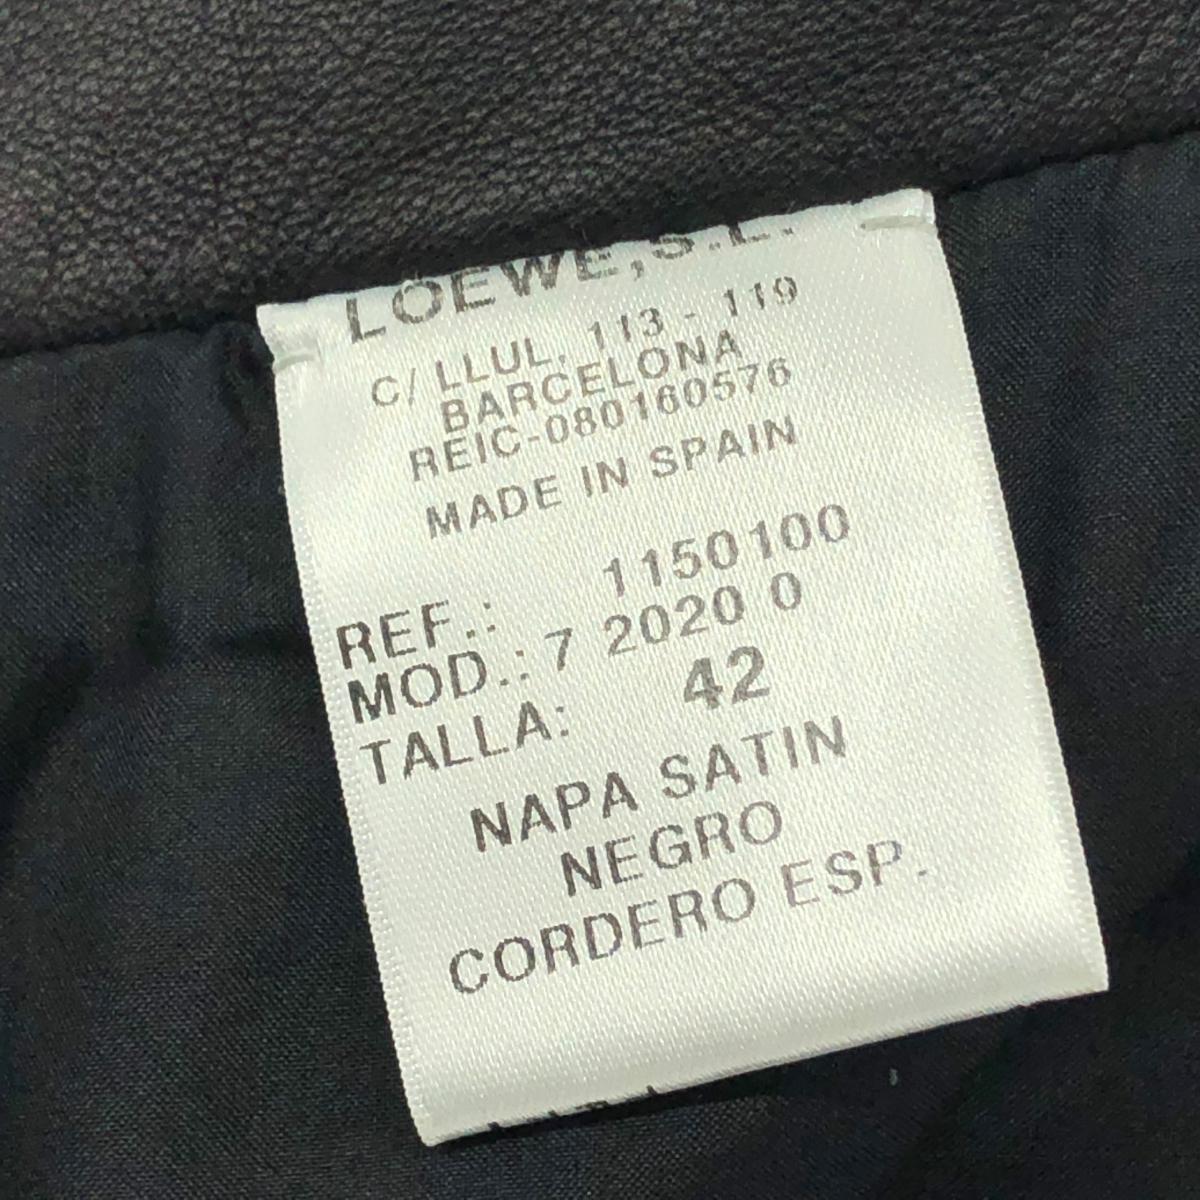 LOEWE,S.L.
C/ LLUL, 113 - 119
BARCELONA
REIC-080160576
MADE IN SPAIN
REF.: 1150100
MOD.: 7 2020 0
TALLA: 42
NAPA SATIN
NEGRO
CORDERO ESP.